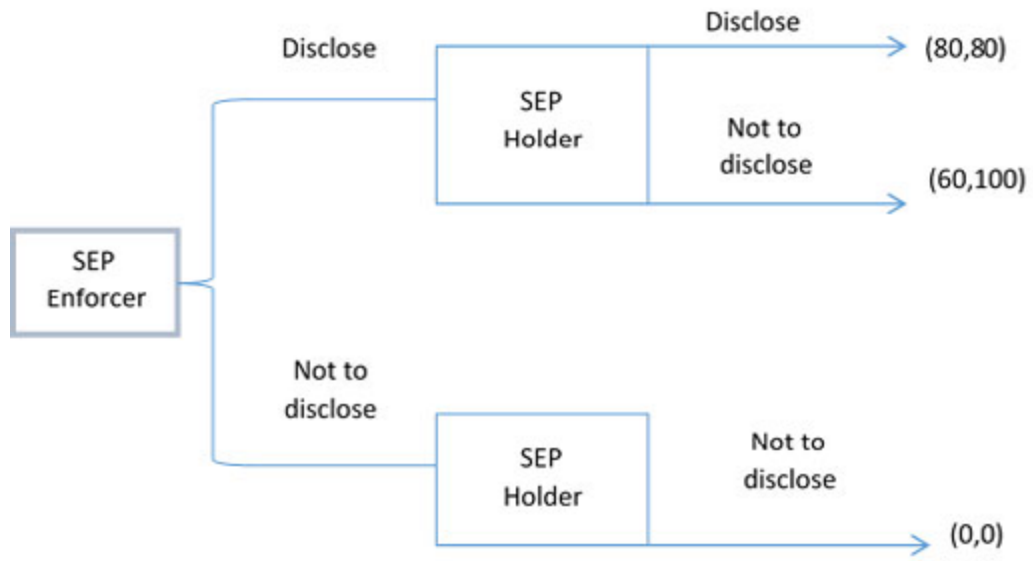 Disclose
Disclose
(80,80)
SEP
Holder
Not to
disclose
(60,100)
SEP
Enforcer
Not to
disclose
SEP
Holder
Not to
disclose
(0,0)